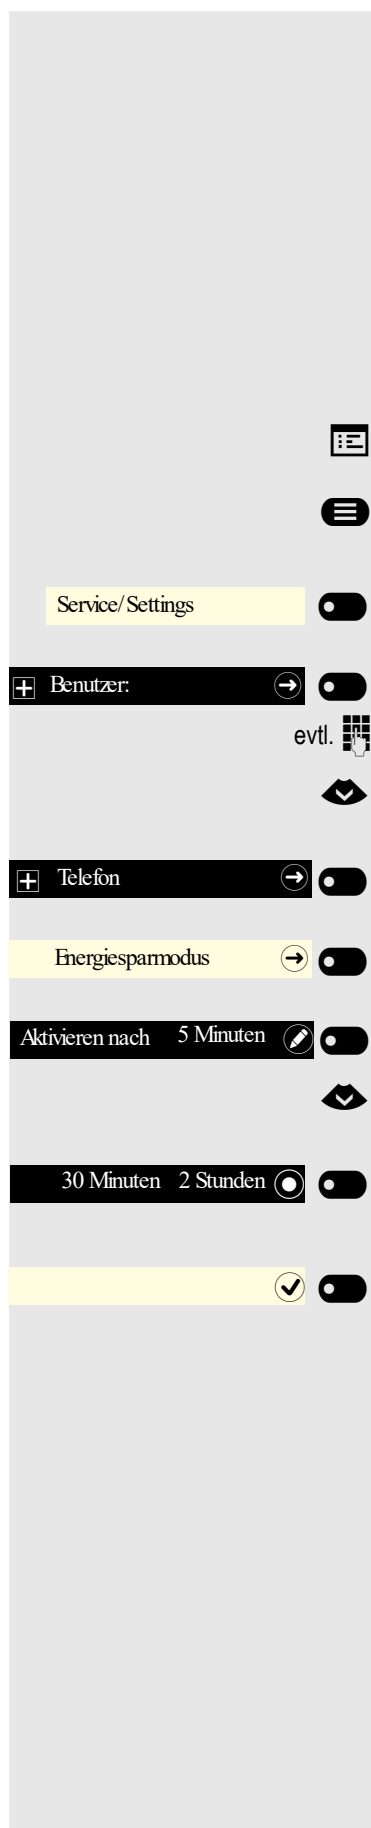 Service/Settings
Benutzer:
evtl.
Telefon
Energiesparmodus
Aktivieren nach 5 Minuten
30 Minuten 2 Stunden